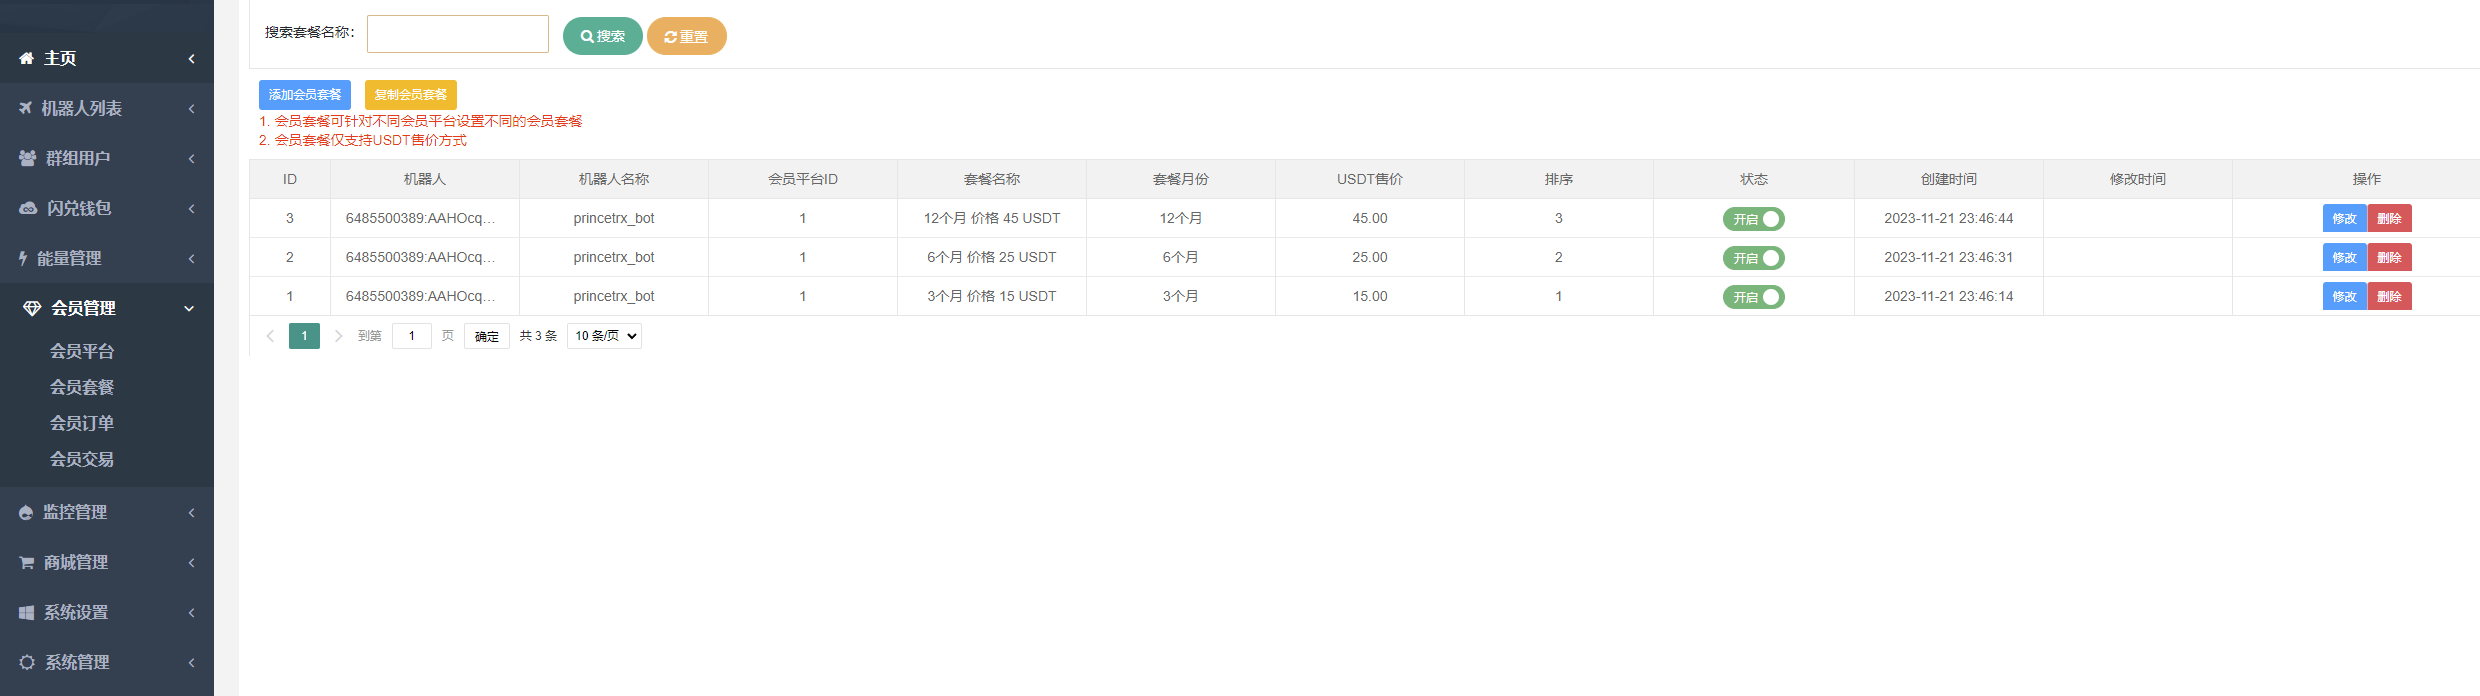 主页
机器人列表
群组用户
闪兑钱包
能量管理
会员管理
会员平台
会员套餐
会员订单
会员交易
监控管理
商城管理
系统设置
系统管理
搜索套餐名称: 搜索 重置
添加会员套餐 复制会员套餐
1. 会员套餐可针对不同会员平台设置不同的会员套餐
2. 会员套餐仅支持USDT售价方式
ID 机器人 机器人名称 会员平台ID 套餐名称 套餐月份 USDT售价 排序 状态 创建时间 修改时间 操作
3 6485500389:AAHOcq... princetrx_bot 1 12个月 价格 45 USDT 12个月 45.00 3 开启 2023-11-21 23:46:44 修改 删除
2 6485500389:AAHOcq... princetrx_bot 1 6个月 价格 25 USDT 6个月 25.00 2 开启 2023-11-21 23:46:31 修改 删除
1 6485500389:AAHOcq... princetrx_bot 1 3个月 价格 15 USDT 3个月 15.00 1 开启 2023-11-21 23:46:14 修改 删除
1 到第 1 页 确定 共 3 条 10 条/页